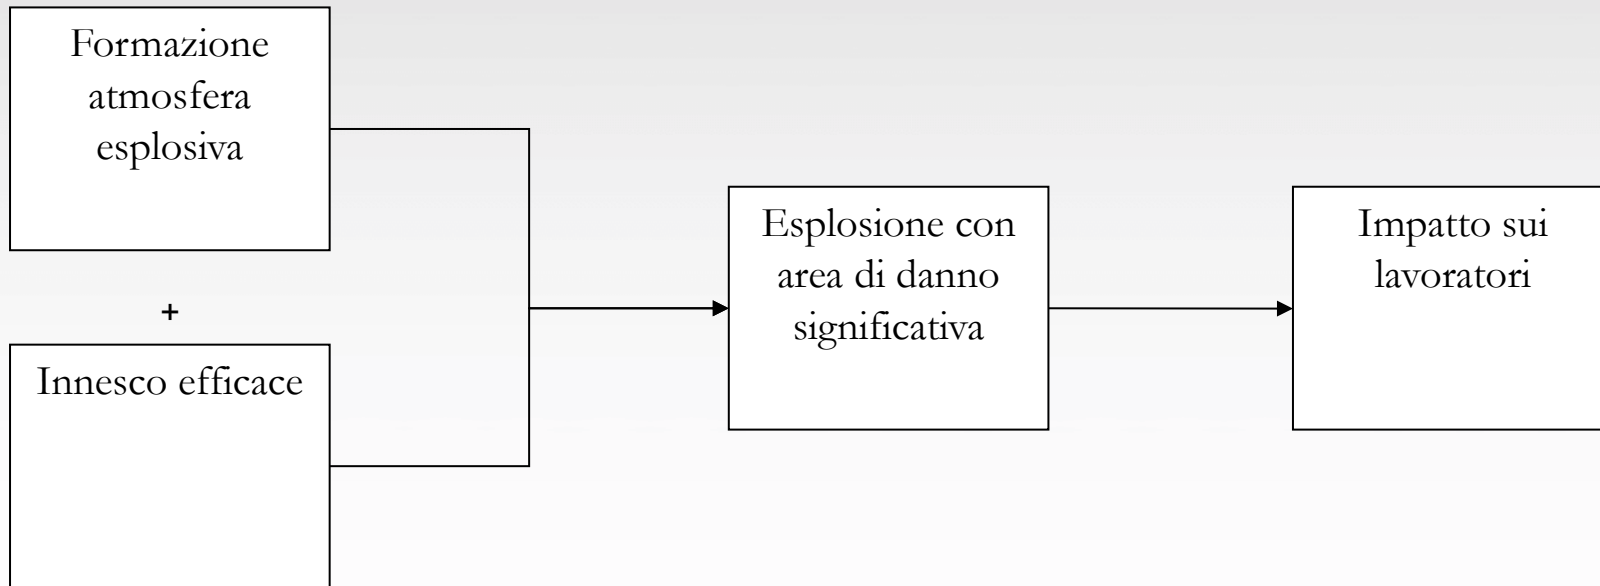 Formazione
atmosfera
esplosiva
+
Innesco efficace
Esplosione con
area di danno
significativa
Impatto sui
lavoratori